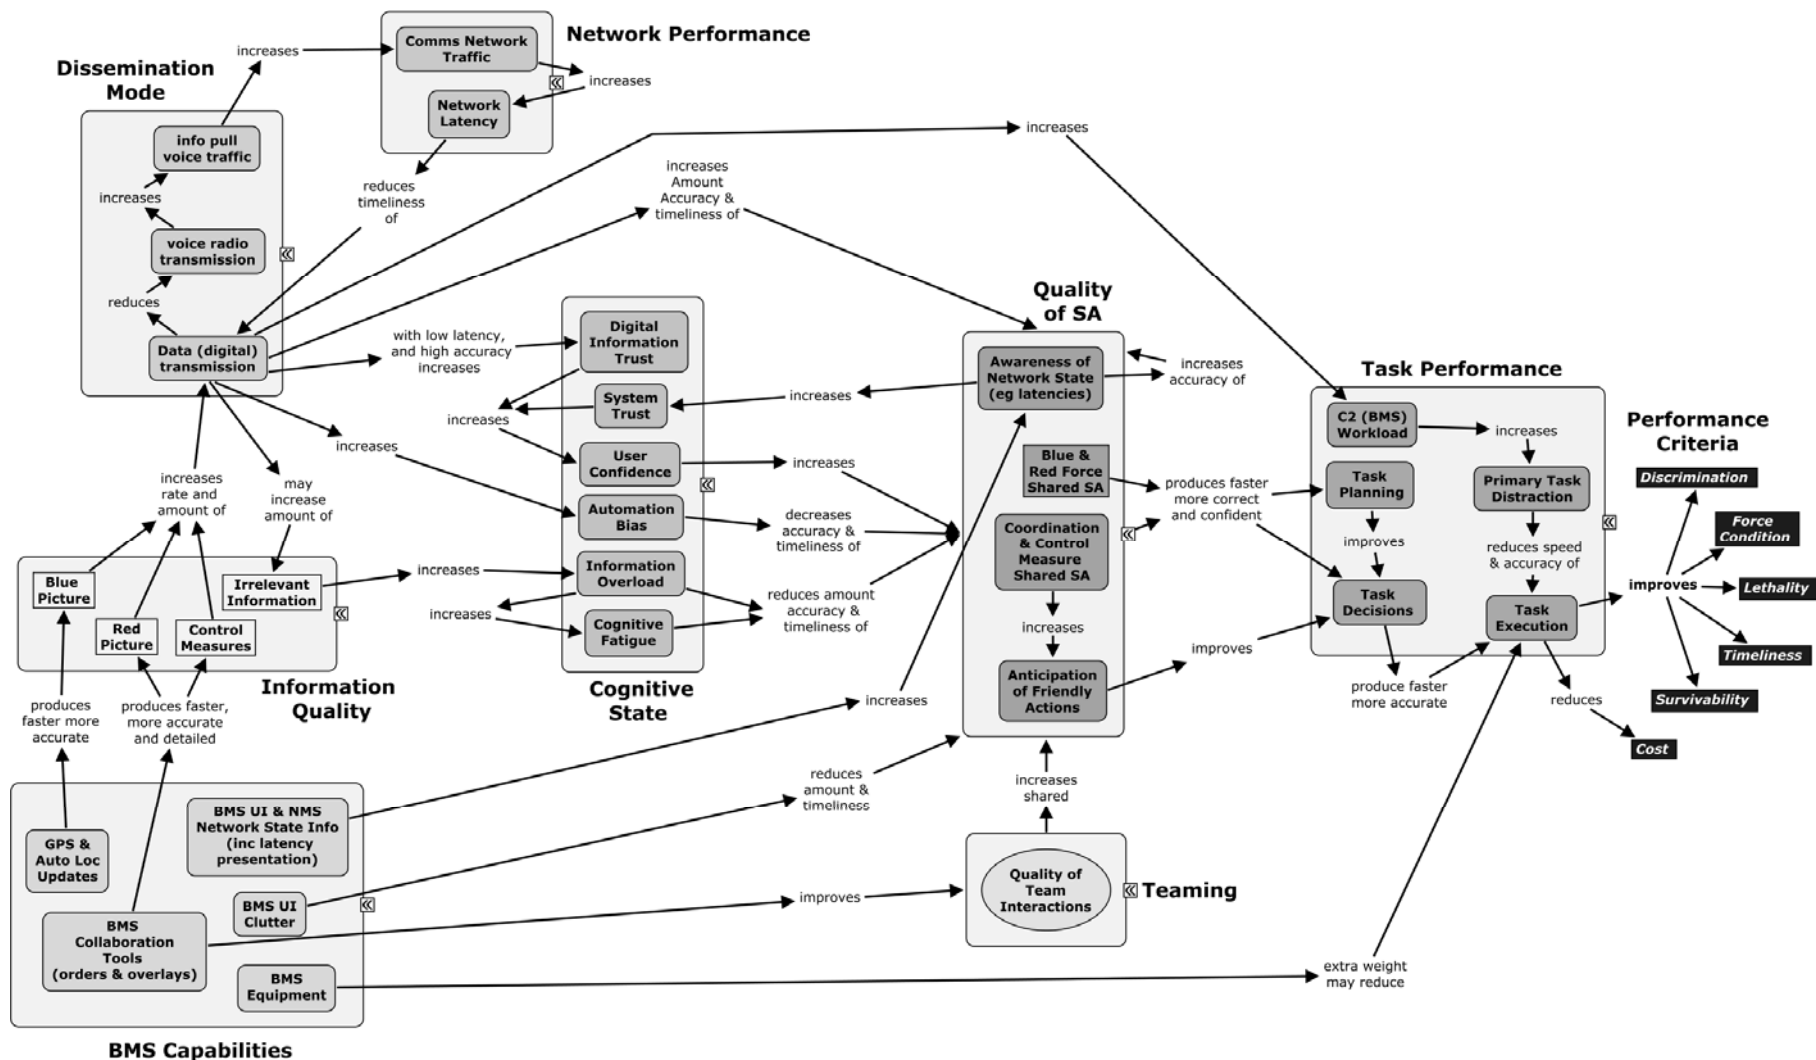 Network Performance
Comms Network
Traffic
increases
Network
Latency
increases
Dissemination
Mode
info pull
voice traffic
increases
voice radio
transmission
reduces
Data (digital)
transmission
reduces
timeliness
of
increases
Amount
Accuracy &
timeliness of
increases
with low latency,
and high accuracy
increases
increases
increases
rate and
amount of
may
increase
amount of
Blue
Picture
Red
Picture
Control
Measures
Irrelevant
Information
Information
Quality
produces
faster more
accurate
produces faster,
more accurate
and detailed
increases
increases
Digital
Information
Trust
System
Trust
increases
User
Confidence
Automation
Bias
Information
Overload
Cognitive
Fatigue
Cognitive
State
increases
increases
decreases
accuracy &
timeliness of
reduces amount
accuracy &
timeliness of
increases
reduces
amount &
timeliness
Quality
of SA
Awareness of
Network State
(eg latencies)
increases
accuracy of
Blue &
Red Force
Shared SA
Coordination
& Control
Measure
Shared SA
increases
Anticipation
of Friendly
Actions
produces faster
more correct
and confident
improves
increases
shared
Quality of
Team
Interactions
Teaming
improves
Task Performance
C2 (BMS)
Workload
increases
Task
Planning
Primary Task
Distraction
improves
reduces speed
& accuracy of
Task
Decisions
Task
Execution
produce faster
more accurate
reduces
improves
Performance
Criteria
Discrimination
Force
Condition
Lethality
Timeliness
Survivability
Cost
extra weight
may reduce
BMS UI & NMS
Network State Info
(inc latency
presentation)
GPS &
Auto Loc
Updates
BMS UI
Clutter
BMS
Collaboration
Tools
(orders & overlays)
BMS
Equipment
BMS Capabilities